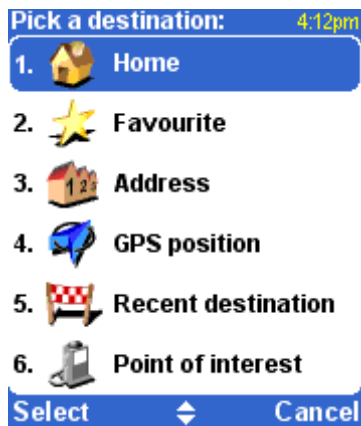 Pick a destination: 4:12pm
1. Home
2. Favourite
3. 123 Address
4. GPS position
5. Recent destination
6. Point of interest
Select Cancel